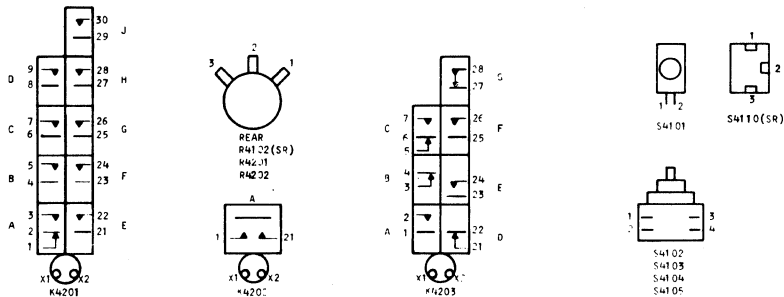 30
J
29
D 9 28 H
8 27
C 7 26 G
6 25
B 5 24 F
4 23
A 3 22 E
2 21
1
X1 X2
K4201
2
3 1
REAR
R4102(SR)
R4201
R4202
A
1 21
X1 X2
28 G
27
C 7 26 F
6 25
5
B 4 24 E
3 23
A 2 22 D
1 21
X1
K4203
1 2
S4101
1
2
3
S4110(SR)
1 3
2 4
S4102
S4103
S4104
S4105